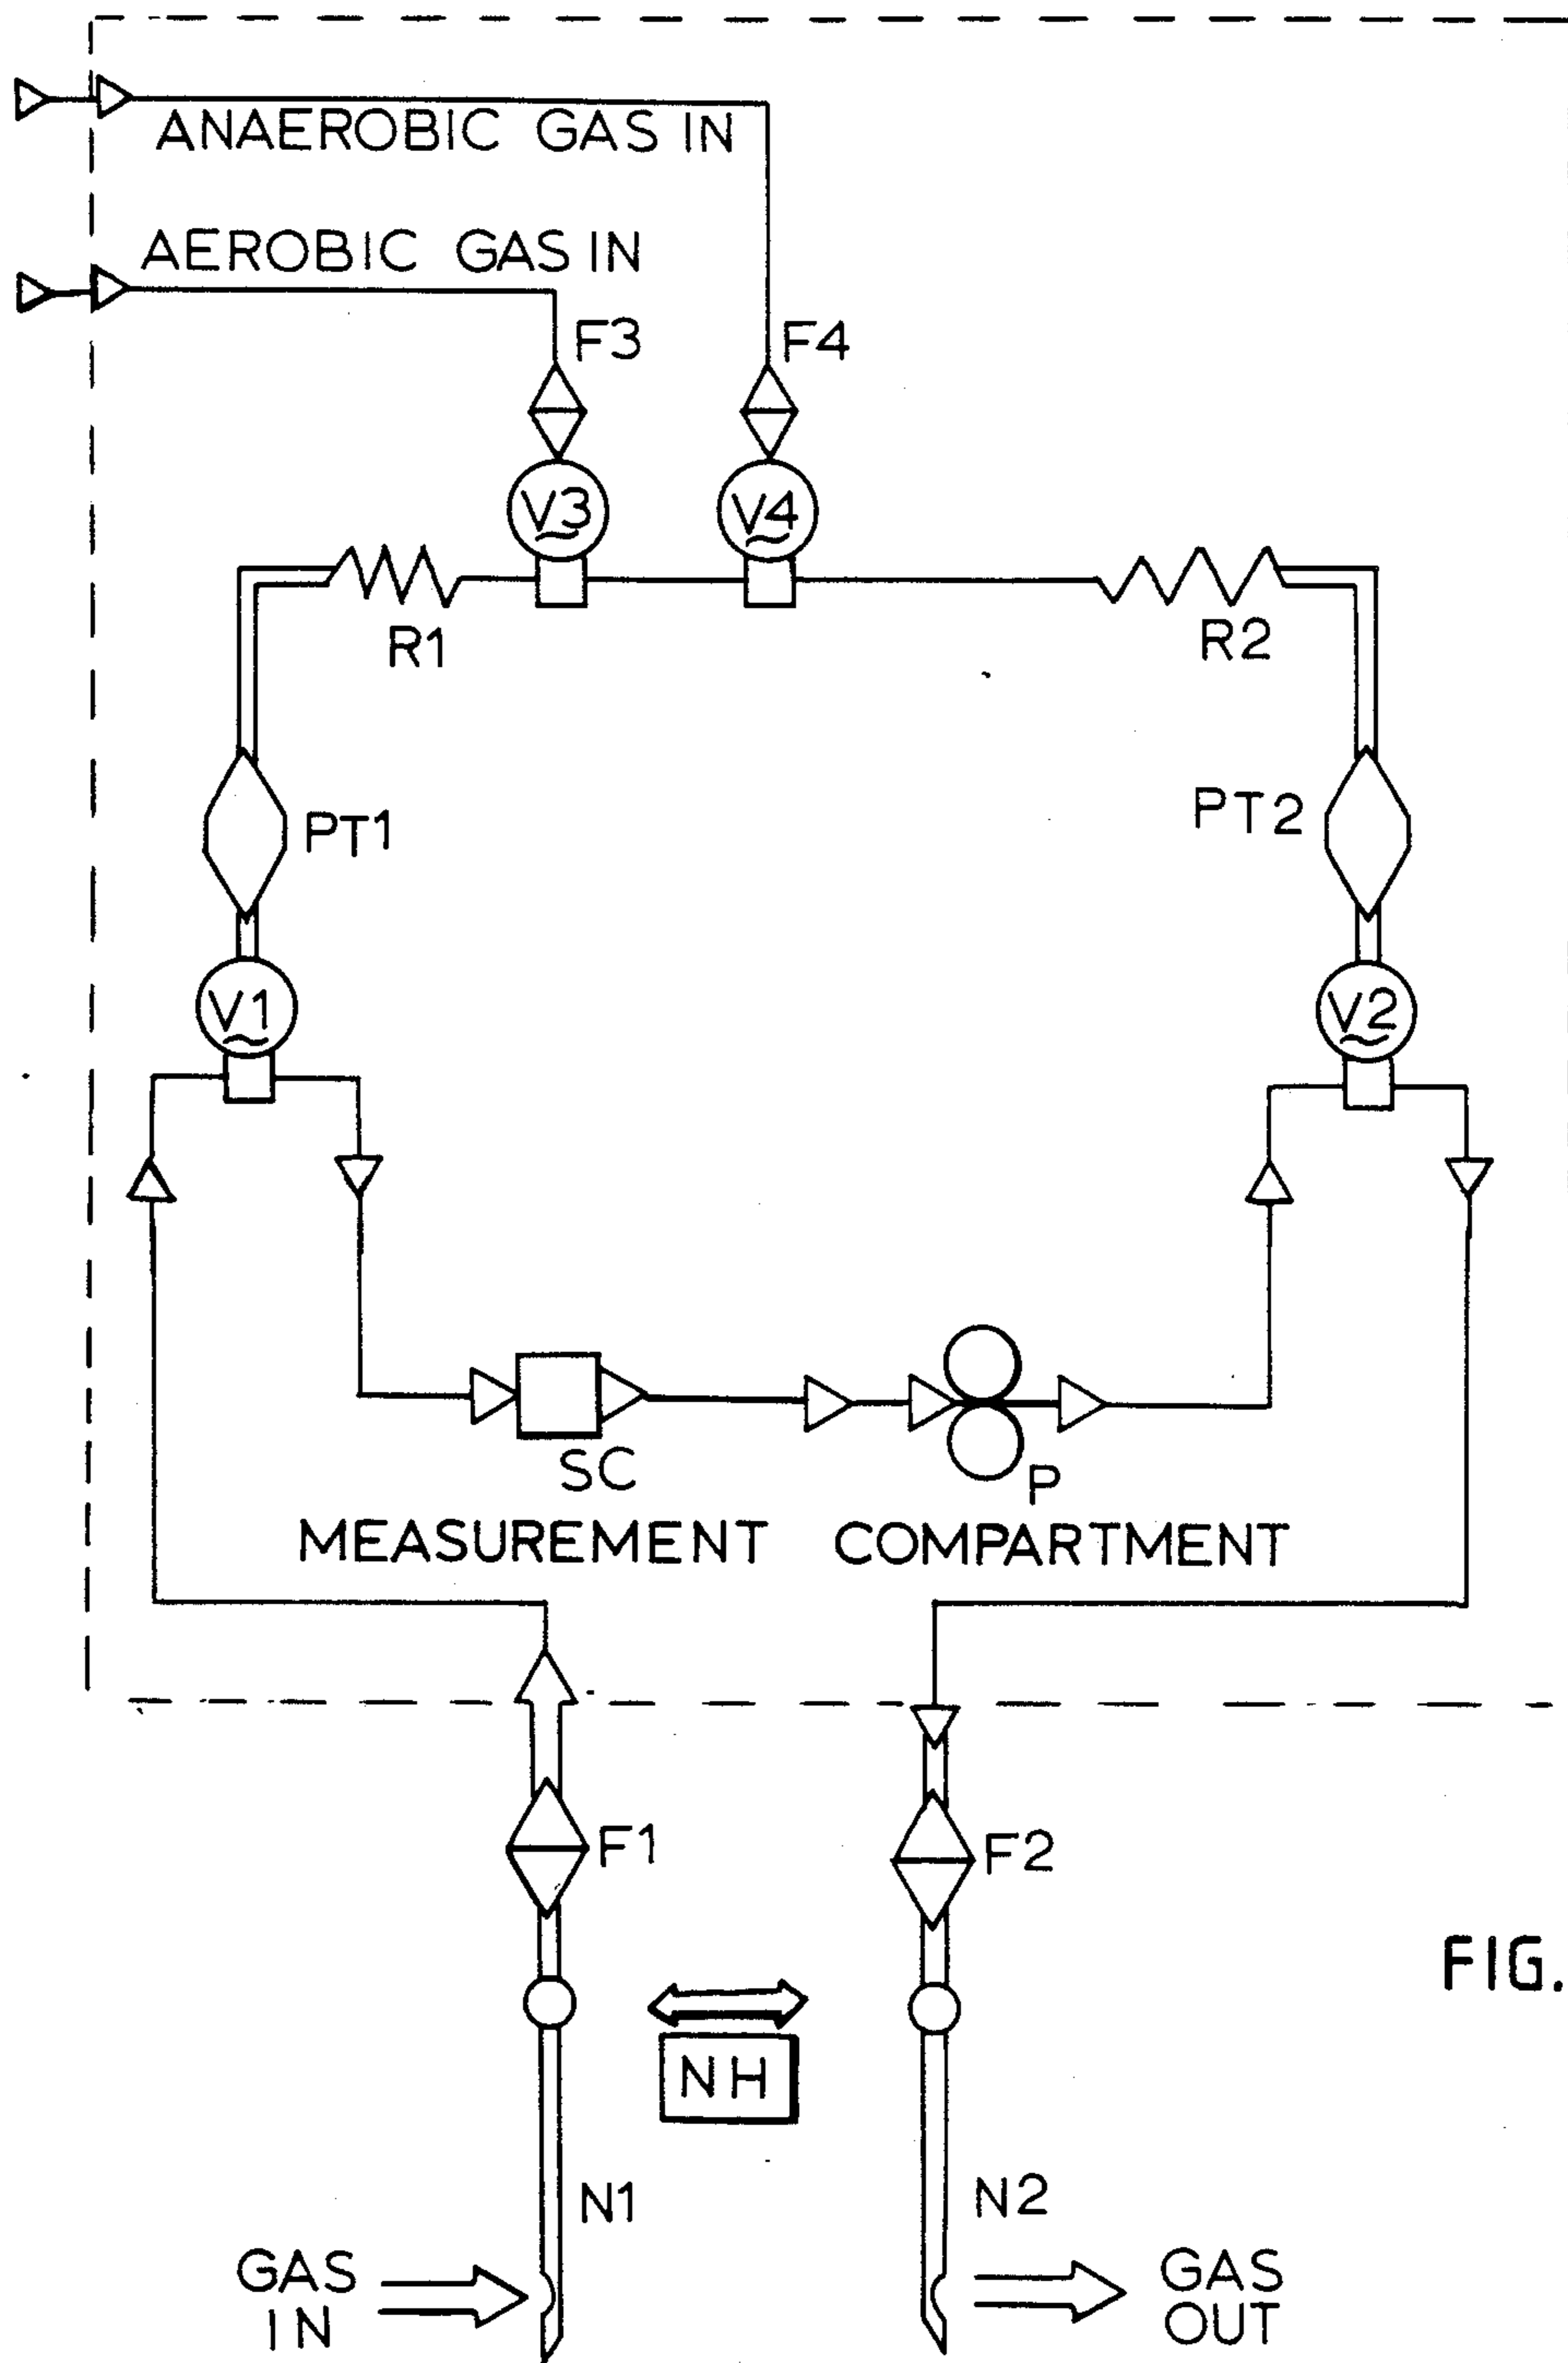 ANAEROBIC GAS IN
AEROBIC GAS IN
F3
F4
V3
V4
R1
R2
PT1
PT2
V1
V2
SC
P
MEASUREMENT COMPARTMENT
F1
F2
FIG.
NH
N1
N2
GAS
IN
GAS
OUT